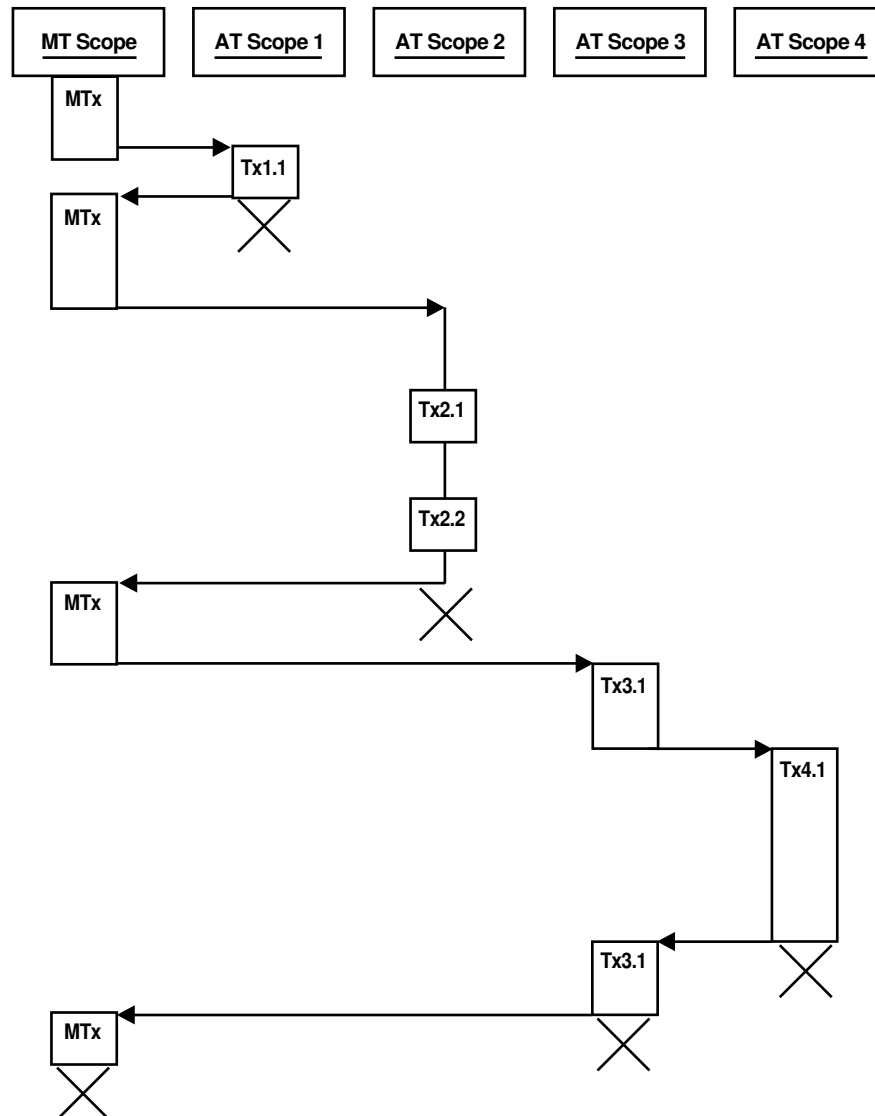 MT Scope
AT Scope 1
AT Scope 2
AT Scope 3
AT Scope 4
MTx
Tx1.1
MTx
Tx2.1
Tx2.2
MTx
Tx3.1
Tx4.1
Tx3.1
MTx